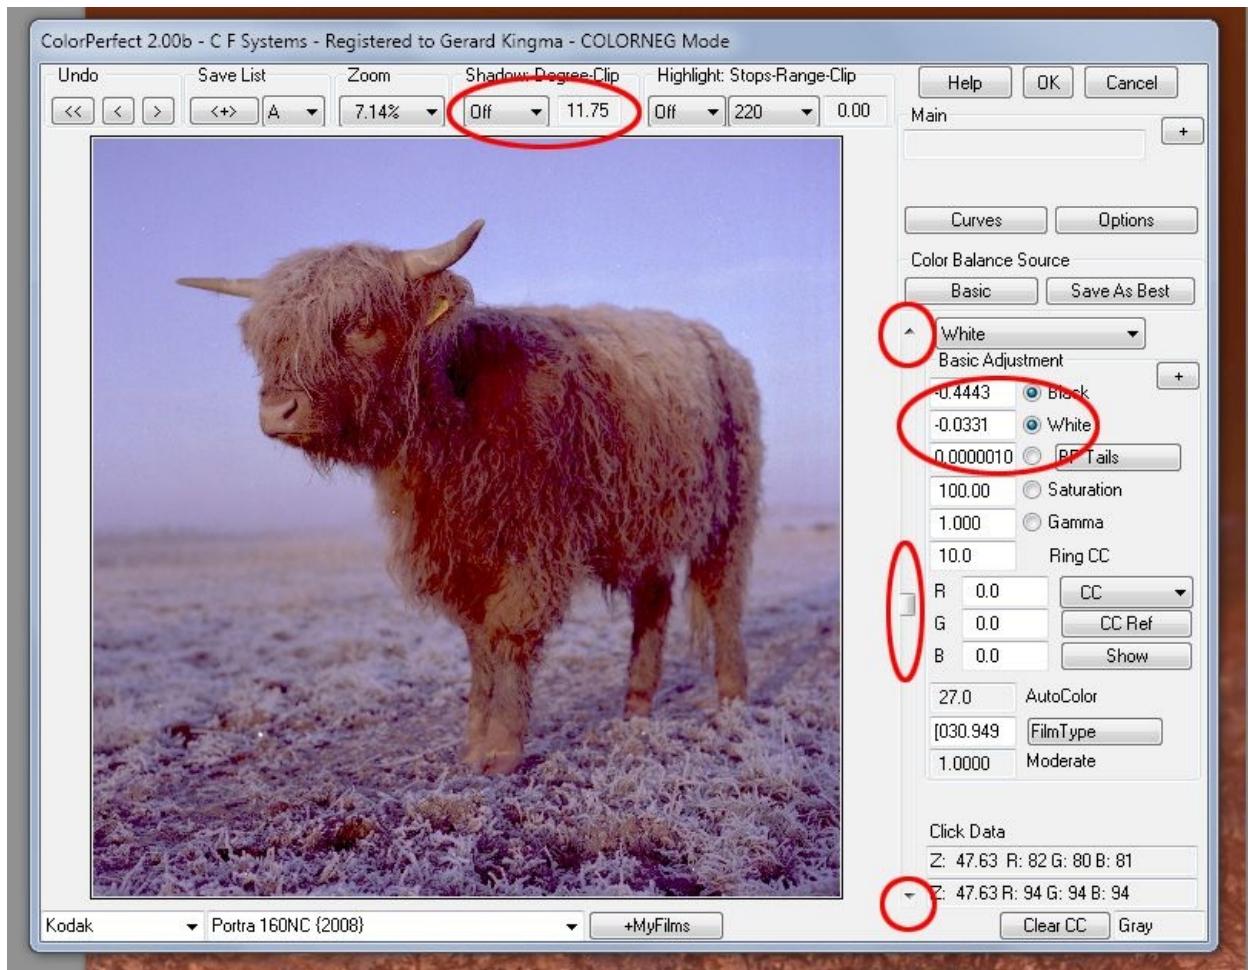 ColorPerfect 2.00b - C F Systems - Registered to Gerard Kingma - COLORNEG Mode
Undo Save List Zoom Shadow: Degree-Clip Highlight: Stops-Range-Clip
<< < > <+> A 7.14% Off 11.75 Off 220 0.00
Help OK Cancel
Main
+
Curves Options
Color Balance Source
Basic Save As Best
White
Basic Adjustment
+
-0.4443 Black
-0.0331 White
0.0000010 BP Tails
100.00 Saturation
1.000 Gamma
10.0 Ring CC
R 0.0 CC
G 0.0 CC Ref
B 0.0 Show
27.0 AutoColor
[030.949 FilmType
1.0000 Moderate
Click Data
Z: 47.63 R: 82 G: 80 B: 81
Z: 47.63 R: 94 G: 94 B: 94
Kodak Portra 160NC {2008} +MyFilms Clear CC Gray